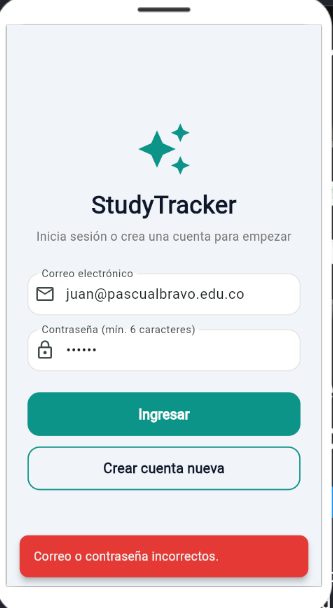 StudyTracker
Inicia sesión o crea una cuenta para empezar
Correo electrónico
juan@pascualbravo.edu.co
Contraseña (mín. 6 caracteres)
••••••
Ingresar
Crear cuenta nueva
Correo o contraseña incorrectos.